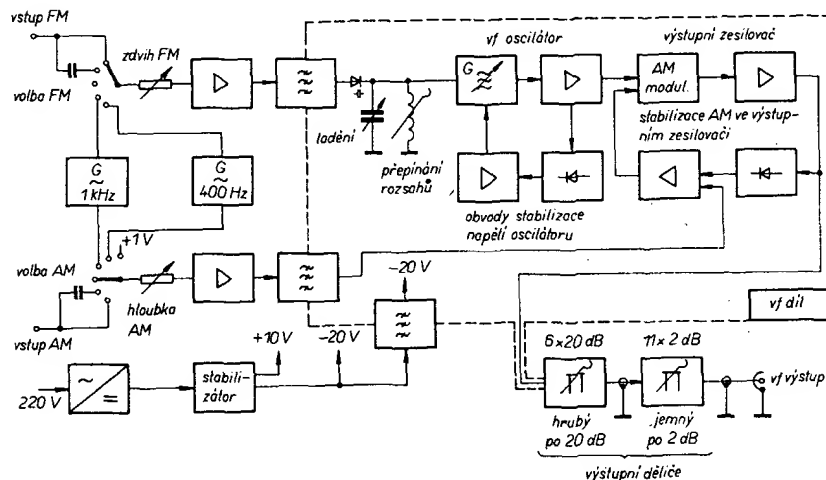 vstup FM
zdvih FM
volba FM
G
1 kHz
G
400 Hz
+1 V
volba AM
vstup AM
hloubka
AM
220 V
stabili-
zátor
+10 V
-20 V
-20 V
ladění
přepínání
rozsahů
vf oscilátor
G
obvody stabilizace
napětí oscilátoru
výstupní zesilovač
AM
modul.
stabilizace AM ve výstup-
ním zesilovači
vf díl
6×20 dB
11×2 dB
hrubý
po 20 dB
jemný
po 2 dB
výstupní děliče
vf výstup